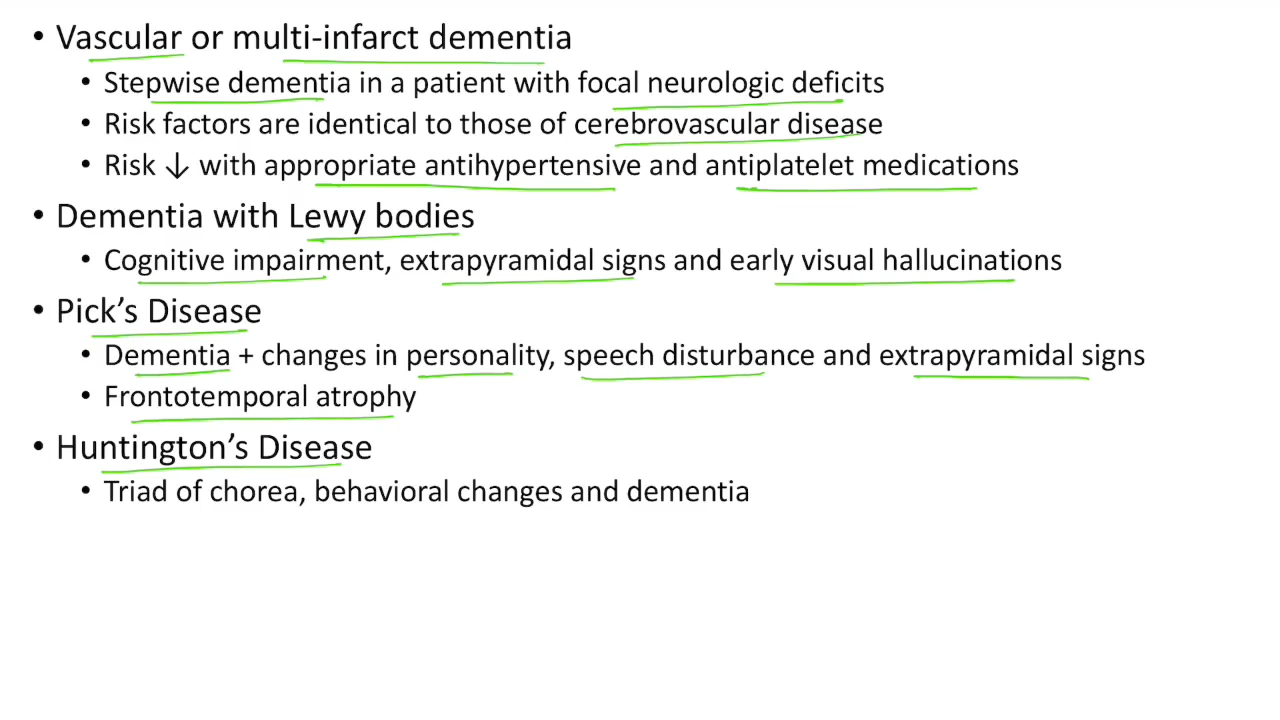 • Vascular or multi-infarct dementia
• Stepwise dementia in a patient with focal neurologic deficits
• Risk factors are identical to those of cerebrovascular disease
• Risk ↓ with appropriate antihypertensive and antiplatelet medications
• Dementia with Lewy bodies
• Cognitive impairment, extrapyramidal signs and early visual hallucinations
• Pick’s Disease
• Dementia + changes in personality, speech disturbance and extrapyramidal signs
• Frontotemporal atrophy
• Huntington’s Disease
• Triad of chorea, behavioral changes and dementia